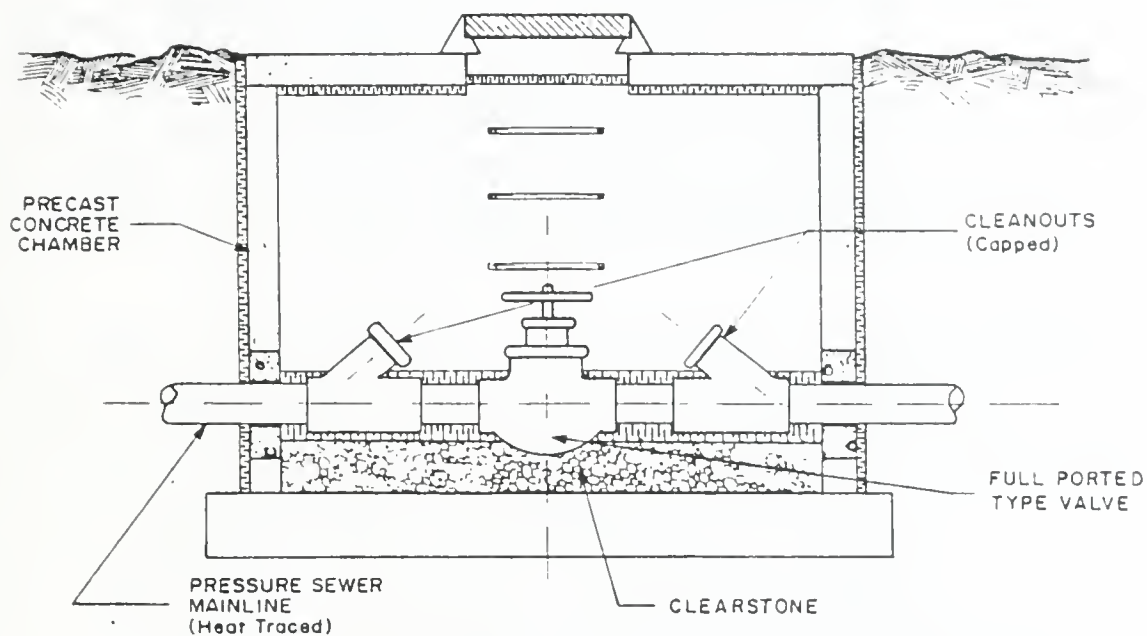 PRECAST
CONCRETE
CHAMBER
CLEANOUTS
(Capped)
FULL PORTED
TYPE VALVE
PRESSURE SEWER
MAINLINE
(Heat Traced)
CLEARSTONE